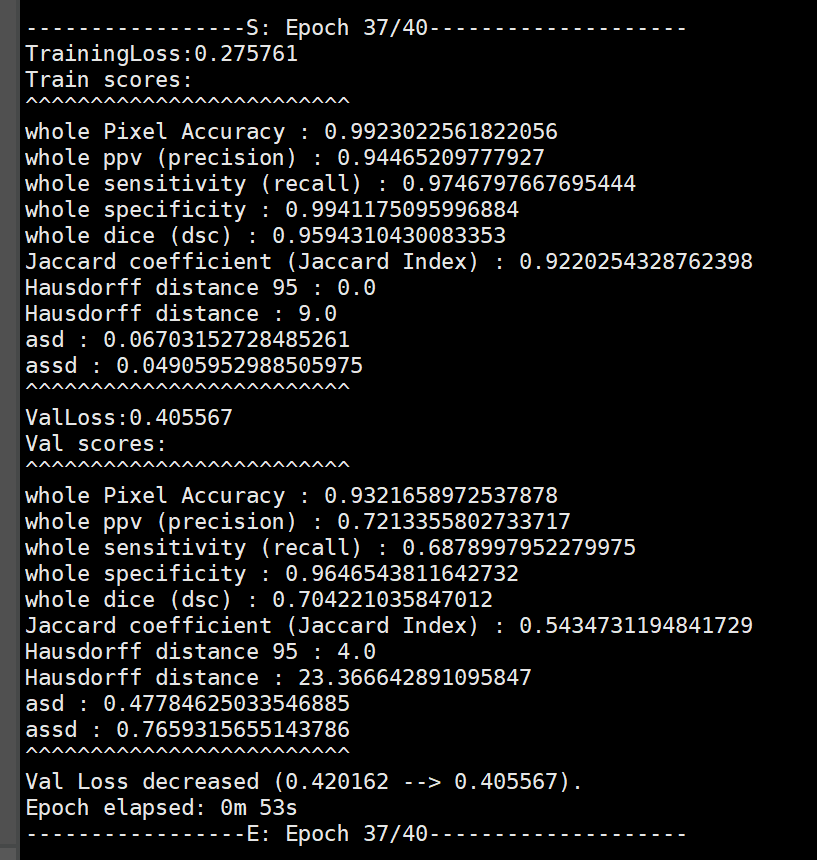 -----------------S: Epoch 37/40--------------------
TrainingLoss:0.275761
Train scores:
^^^^^^^^^^^^^^^^^^^^^^^^^
whole Pixel Accuracy : 0.9923022561822056
whole ppv (precision) : 0.94465209777927
whole sensitivity (recall) : 0.9746797667695444
whole specificity : 0.9941175095996884
whole dice (dsc) : 0.9594310430083353
Jaccard coefficient (Jaccard Index) : 0.9220254328762398
Hausdorff distance 95 : 0.0
Hausdorff distance : 9.0
asd : 0.06703152728485261
assd : 0.04905952988505975
^^^^^^^^^^^^^^^^^^^^^^^^^
ValLoss:0.405567
Val scores:
^^^^^^^^^^^^^^^^^^^^^^^^^
whole Pixel Accuracy : 0.9321658972537878
whole ppv (precision) : 0.7213355802733717
whole sensitivity (recall) : 0.6878997952279975
whole specificity : 0.9646543811642732
whole dice (dsc) : 0.704221035847012
Jaccard coefficient (Jaccard Index) : 0.5434731194841729
Hausdorff distance 95 : 4.0
Hausdorff distance : 23.366642891095847
asd : 0.47784625033546885
assd : 0.7659315655143786
^^^^^^^^^^^^^^^^^^^^^^^^^
Val Loss decreased (0.420162 --> 0.405567).
Epoch elapsed: 0m 53s
-----------------E: Epoch 37/40--------------------